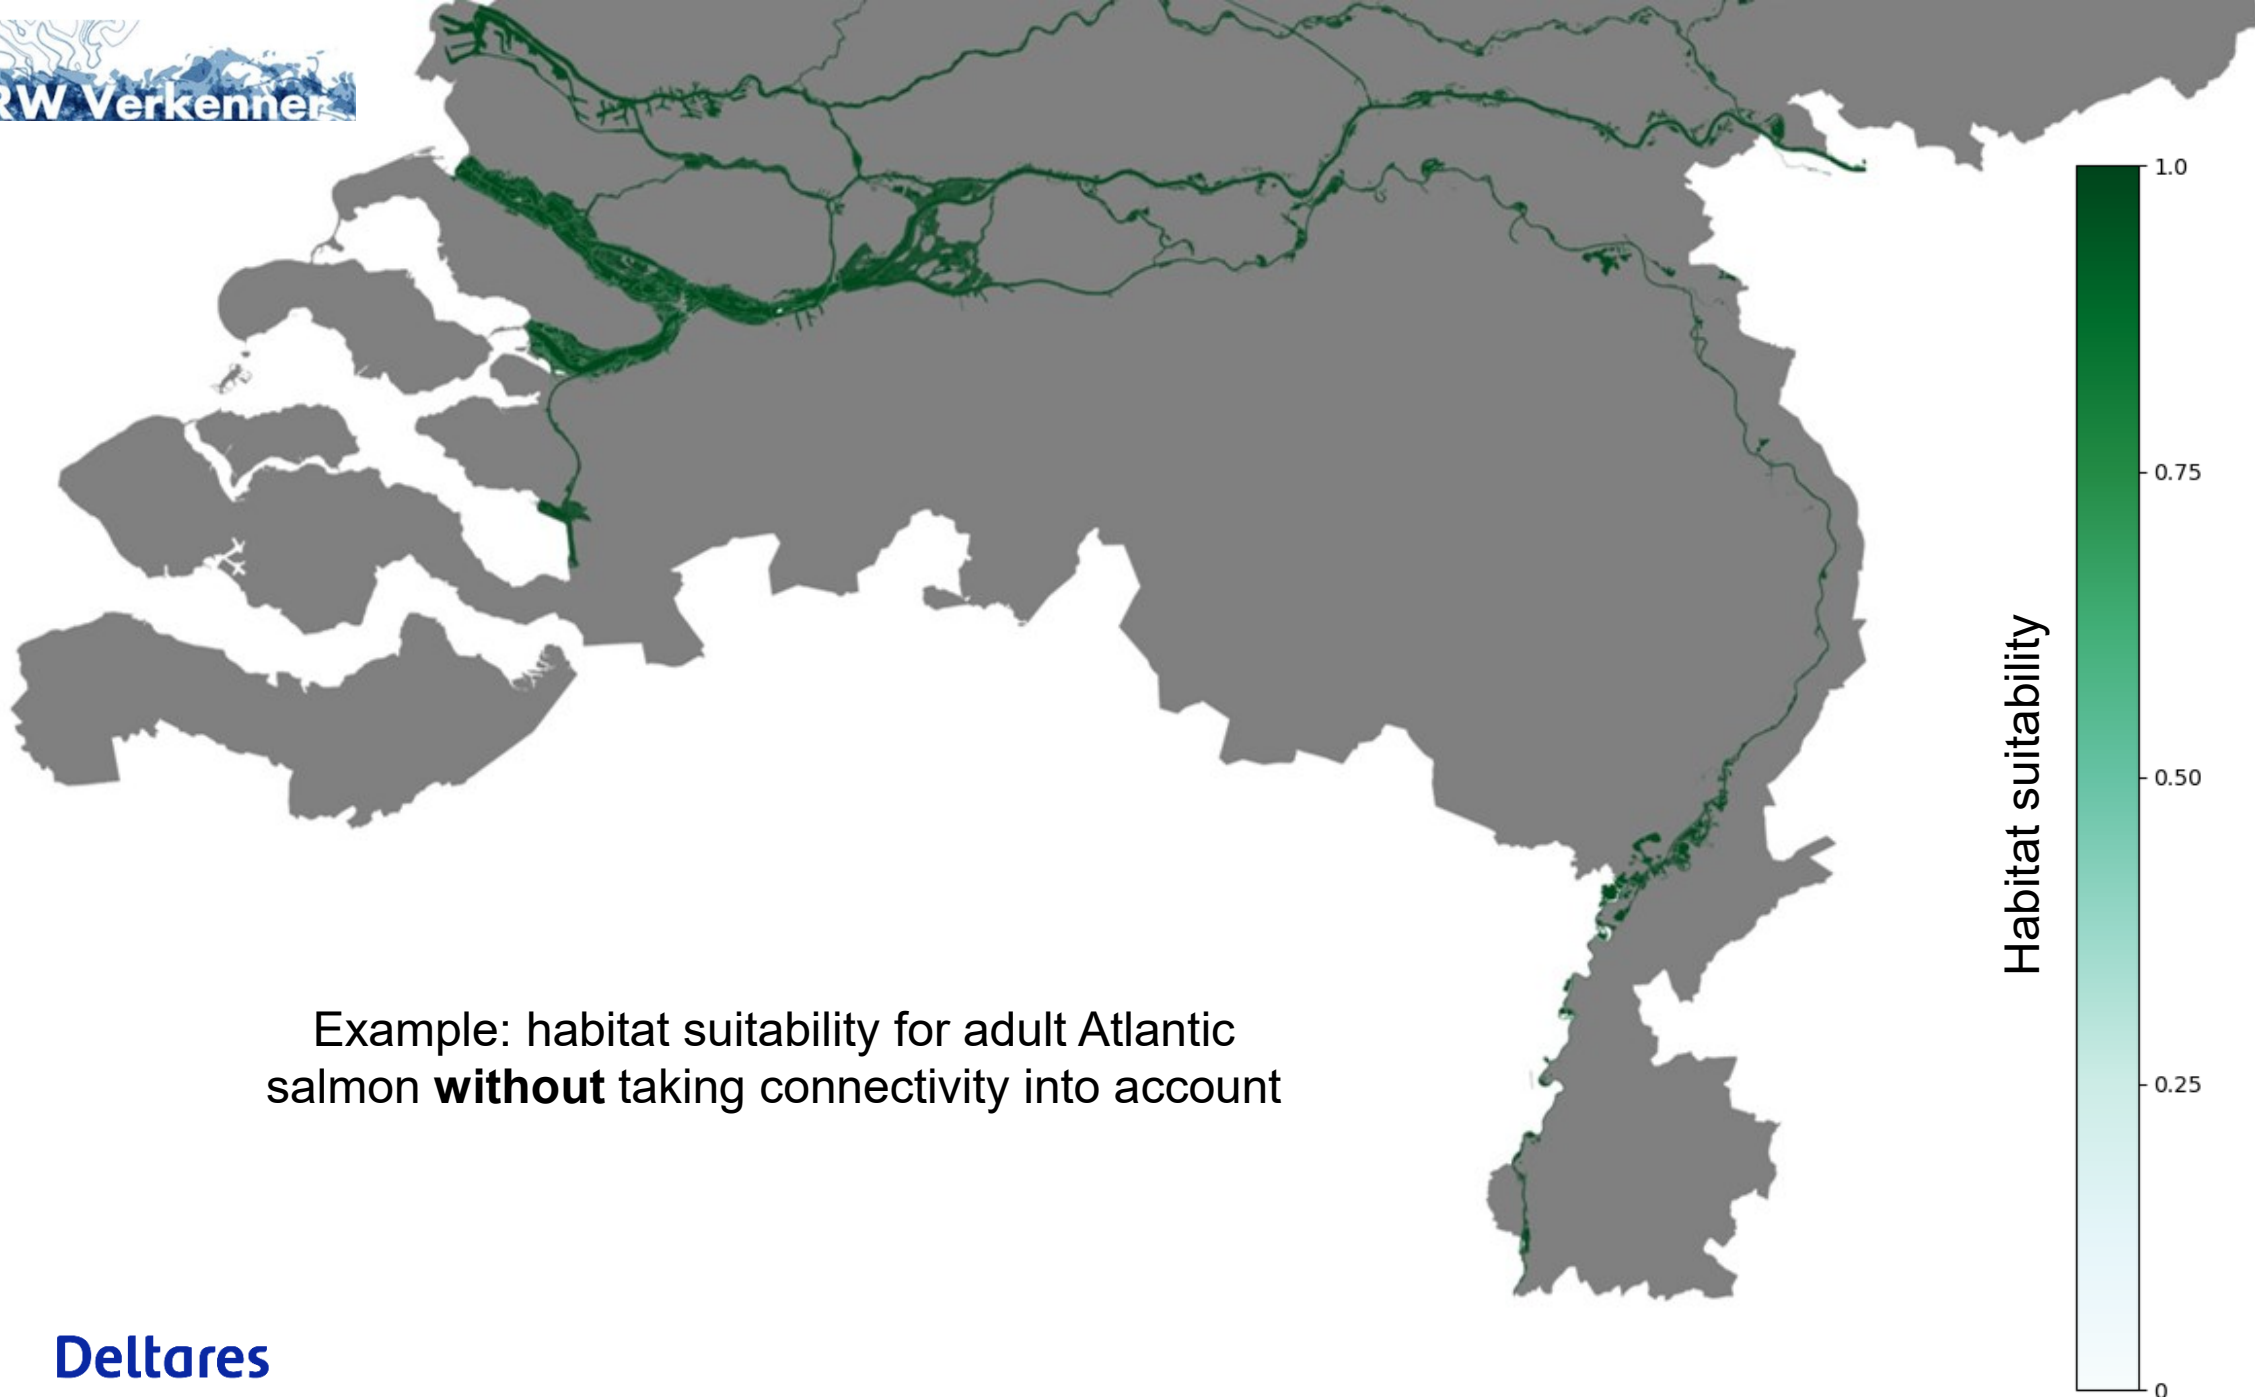 RW Verkenner
1.0
0.75
0.50
0.25
0
Habitat suitability
Example: habitat suitability for adult Atlantic
salmon without taking connectivity into account
Deltares